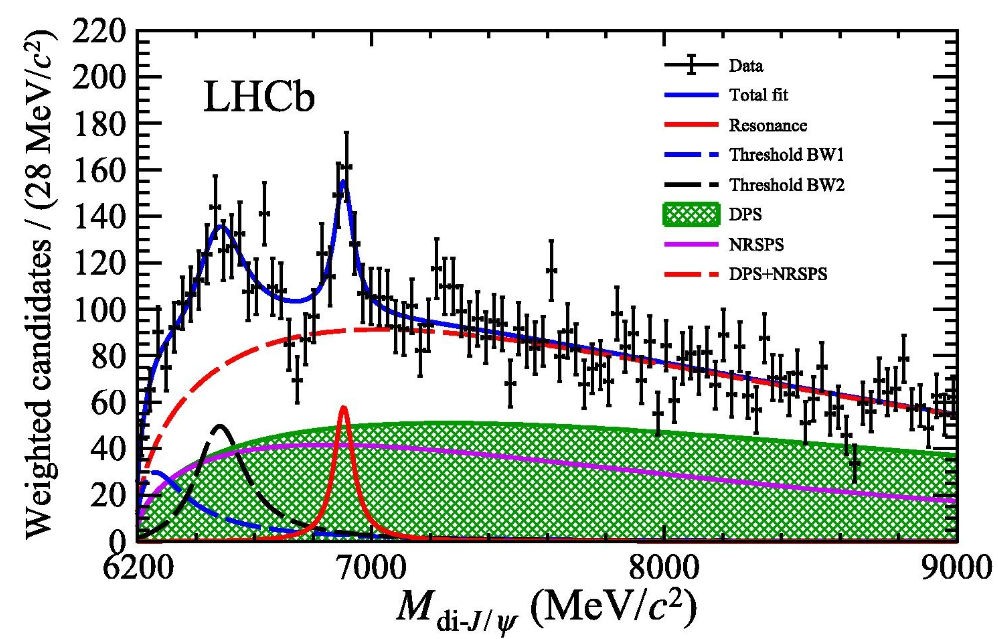 220
200
180
160
140
120
100
80
60
40
20
0
6200
7000
8000
9000
Weighted candidates / (28 MeV/c²)
M_di-J/ψ (MeV/c²)
LHCb
Data
Total fit
Resonance
Threshold BW1
Threshold BW2
DPS
NRSPS
DPS+NRSPS